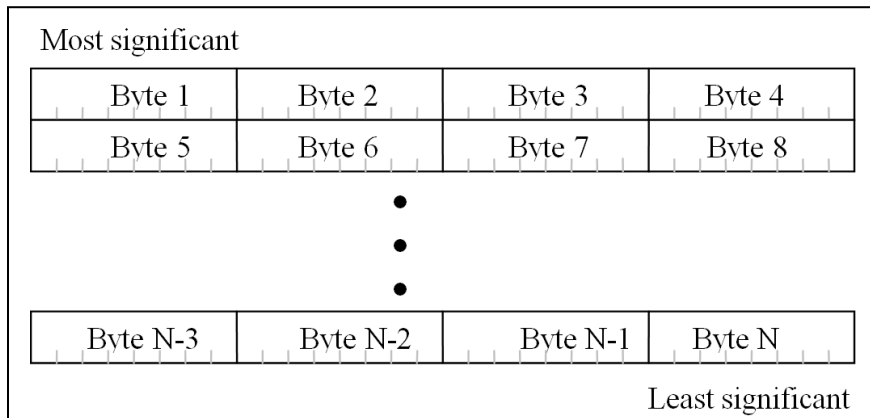 Most significant
Byte 1 Byte 2 Byte 3 Byte 4
Byte 5 Byte 6 Byte 7 Byte 8
Byte N-3 Byte N-2 Byte N-1 Byte N
Least significant